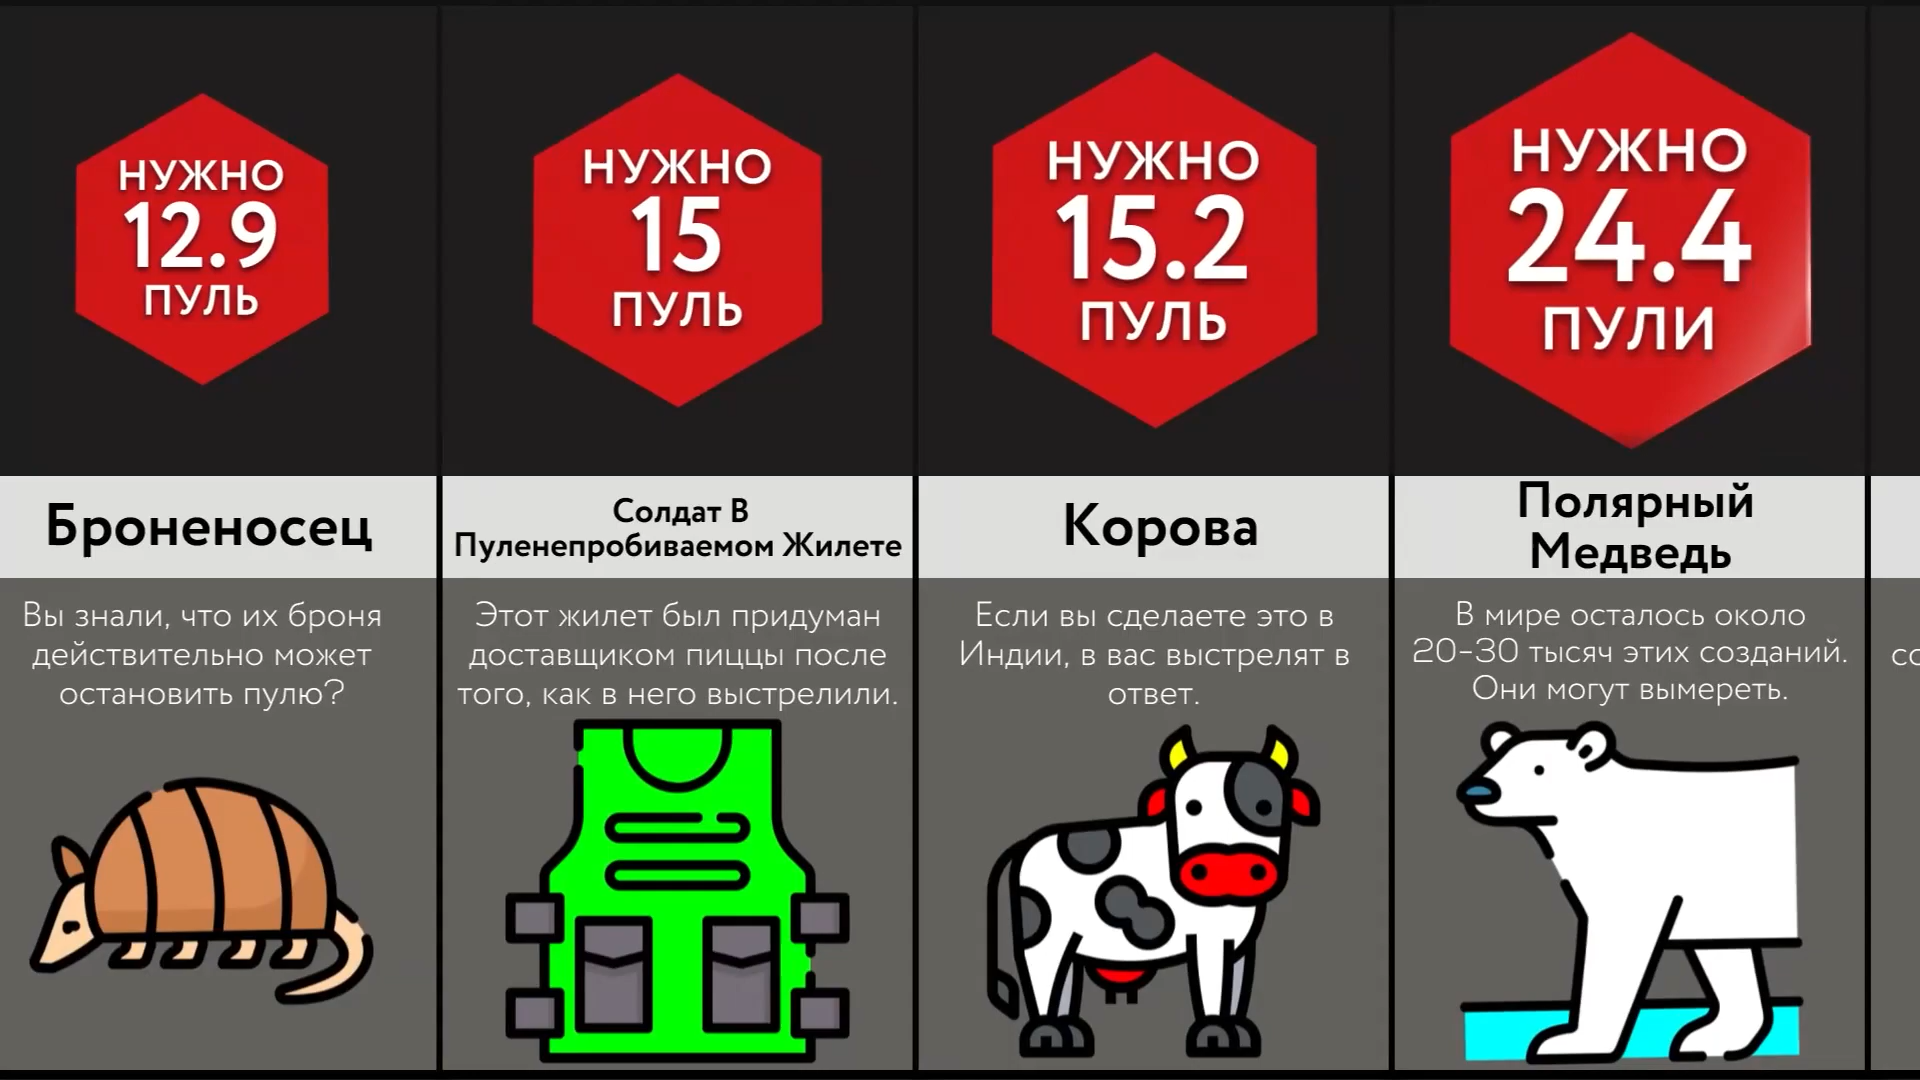 НУЖНО
12.9
ПУЛЬ
Броненосец
Вы знали, что их броня
действительно может
остановить пулю?
НУЖНО
15
ПУЛЬ
Солдат В
Пуленепробиваемом Жилете
Этот жилет был придуман
доставщиком пиццы после
того, как в него выстрелили.
НУЖНО
15.2
ПУЛЬ
Корова
Если вы сделаете это в
Индии, в вас выстрелят в
ответ.
НУЖНО
24.4
ПУЛИ
Полярный
Медведь
В мире осталось около
20-30 тысяч этих созданий.
Они могут вымереть.